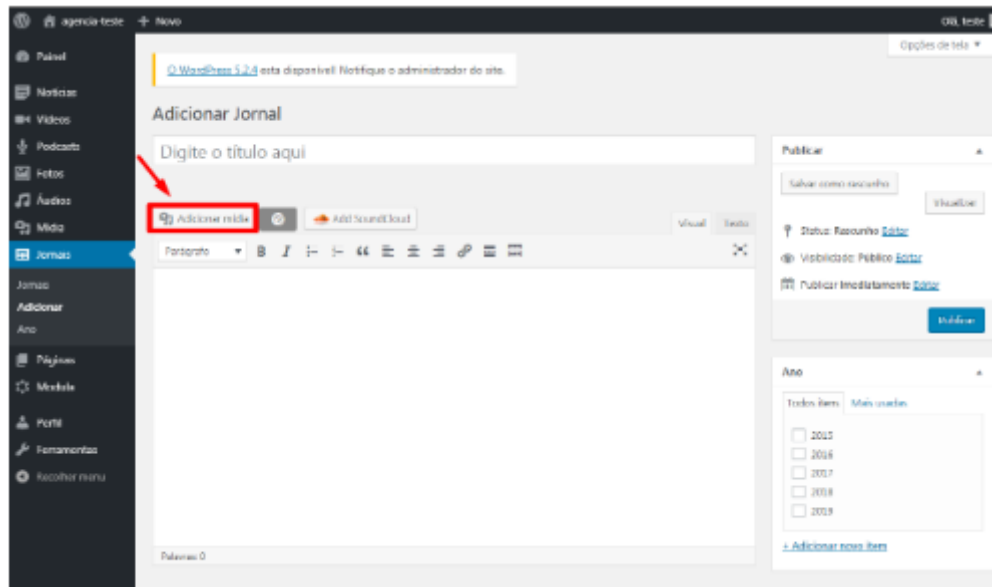 agencia-teste + Novo
Olá, teste
Opções de tela
Painel
Notícias
Vídeos
Podcasts
Fotos
Áudios
Mídia
Jornais
Jornais
Adicionar
Ano
Páginas
Modula
Perfil
Ferramentas
Recolher menu
O WordPress 5.2.4 está disponível! Notifique o administrador do site.
Adicionar Jornal
Digite o título aqui
Adicionar mídia
Add SoundCloud
Visual Texto
Parágrafo B I
Palavras: 0
Publicar
Salvar como rascunho
Visualizar
Status: Rascunho Editar
Visibilidade: Público Editar
Publicar imediatamente Editar
Publicar
Ano
Todos item Mais usadas
2015
2016
2017
2018
2019
+ Adicionar novo item